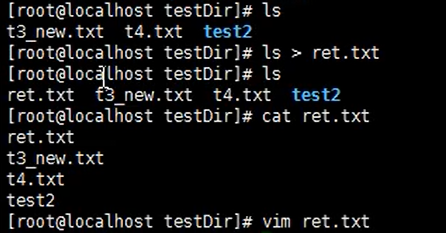 [root@localhost testDir]# ls
t3_new.txt  t4.txt  test2
[root@localhost testDir]# ls > ret.txt
[root@localhost testDir]# ls
ret.txt  t3_new.txt  t4.txt  test2
[root@localhost testDir]# cat ret.txt
ret.txt
t3_new.txt
t4.txt
test2
[root@localhost testDir]# vim ret.txt